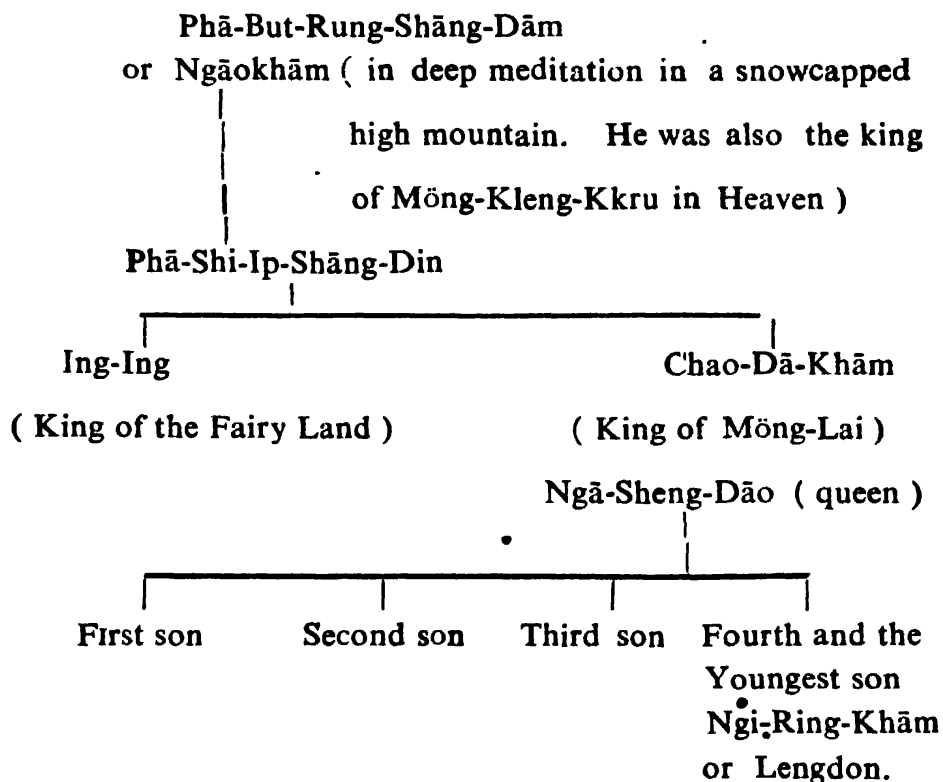 Phā-But-Rung-Shāng-Dām
or Ngāokhām ( in deep meditation in a snowcapped
high mountain. He was also the king
of Möng-Kleng-Kkru in Heaven )
Phā-Shi-Ip-Shāng-Din
Ing-Ing Chao-Dā-Khām
( King of the Fairy Land ) ( King of Möng-Lai )
Ngā-Sheng-Dāo ( queen )
First son Second son Third son Fourth and the
Youngest son
Ngi-Ring-Khām
or Lengdon.